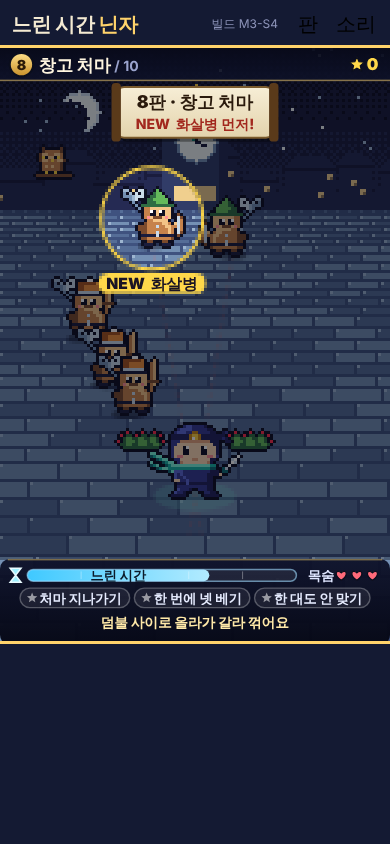 느린 시간 닌자 빌드 M3-S4 판 소리
8 창고 처마 / 10 ★ 0
8판 · 창고 처마
NEW 화살병 먼저!
NEW 화살병
느린 시간 목숨
★ 처마 지나가기 ★ 한 번에 넷 베기 ★ 한 대도 안 맞기
덤불 사이로 올라가 갈라 꺾어요